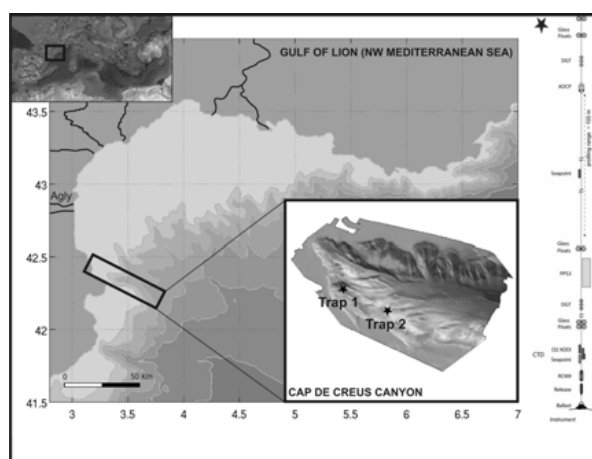 GULF OF LION (NW MEDITERRANEAN SEA)
43.5
43
42.5
42
41.5
Agly
0
50 Km
3
3.5
4
4.5
5
5.5
6
6.5
7
Trap 1
Trap 2
CAP DE CREUS CANYON
Glass
Floats
DGT
ADCP
profiling range ~ 100 m
Seapoint
Glass
Floats
PPS3
DGT
Glass
Floats
CTD
Seapoint
RCM9
Release
Ballast
Instrument